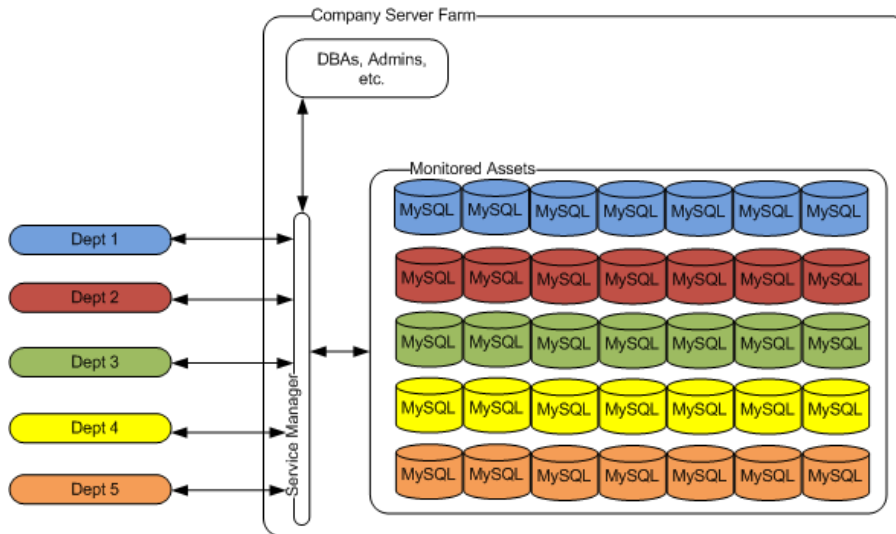 Company Server Farm
DBAs, Admins,
etc.
Monitored Assets
MySQL MySQL MySQL MySQL MySQL MySQL MySQL
Dept 1
MySQL MySQL MySQL MySQL MySQL MySQL MySQL
Dept 2
MySQL MySQL MySQL MySQL MySQL MySQL MySQL
Dept 3
MySQL MySQL MySQL MySQL MySQL MySQL MySQL
Dept 4
MySQL MySQL MySQL MySQL MySQL MySQL MySQL
Dept 5
Service Manager